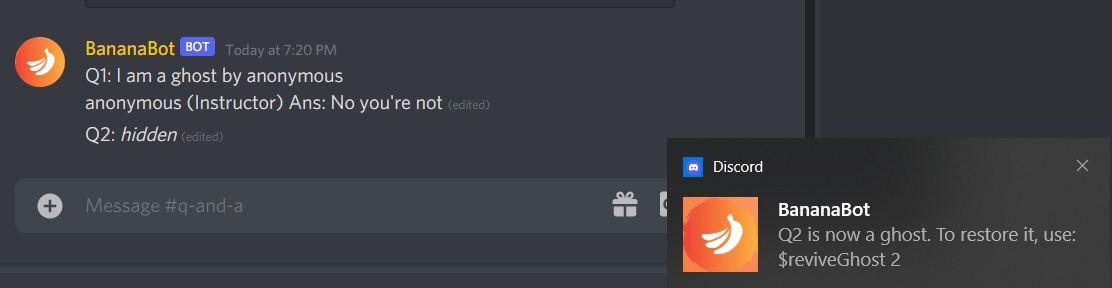 BananaBot BOT Today at 7:20 PM
Q1: I am a ghost by anonymous
anonymous (Instructor) Ans: No you're not (edited)
Q2: hidden (edited)
Message #q-and-a
Discord
BananaBot
Q2 is now a ghost. To restore it, use:
$reviveGhost 2